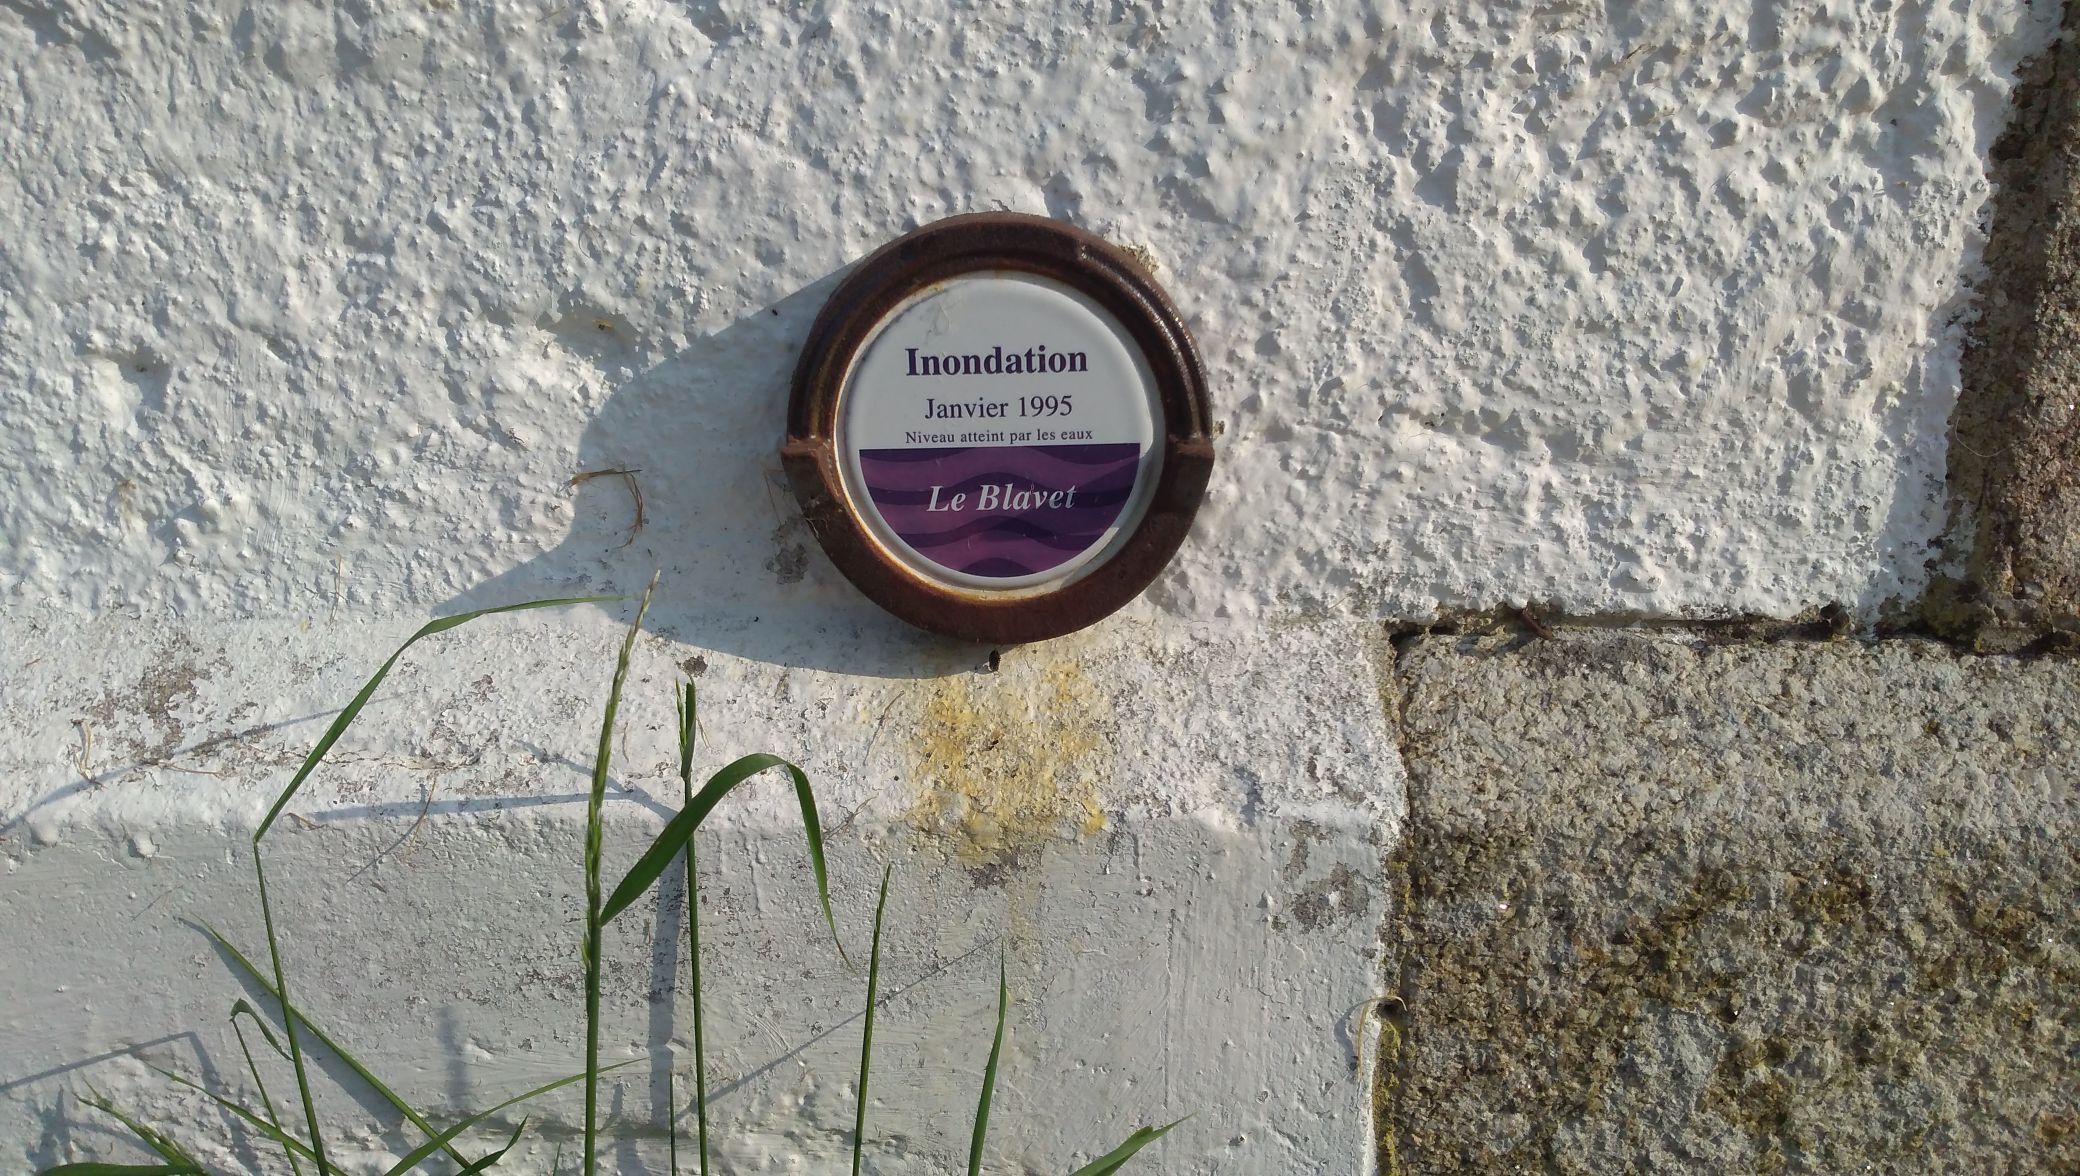 Inondation
Janvier 1995
Niveau atteint par les eaux
Le Blavet